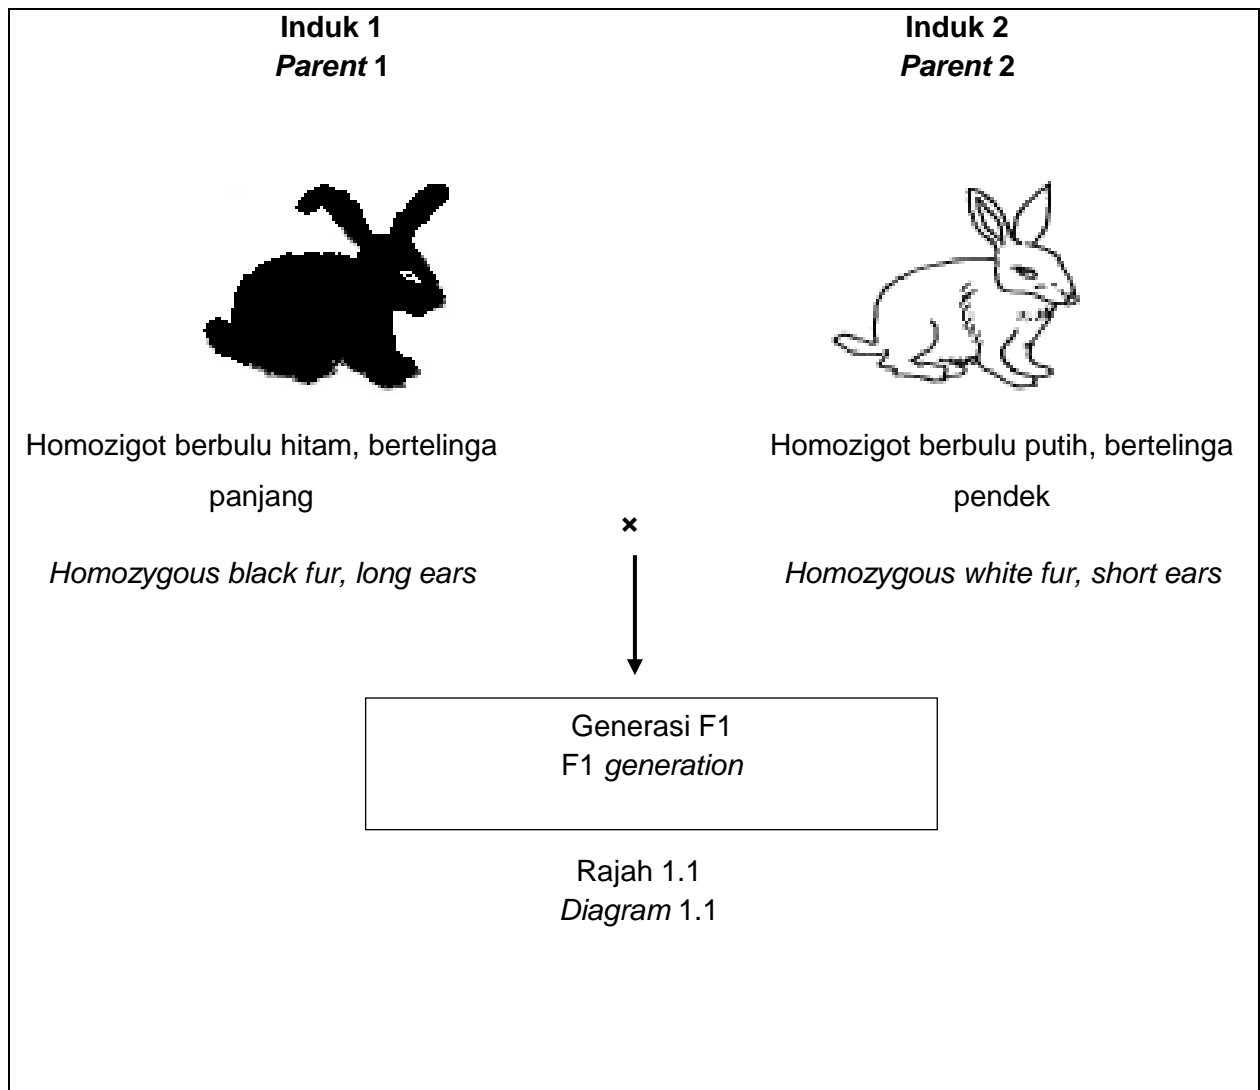 Induk 1
Parent 1
Induk 2
Parent 2
Homozigot berbulu hitam, bertelinga
panjang
Homozygous black fur, long ears
×
Homozigot berbulu putih, bertelinga
pendek
Homozygous white fur, short ears
Generasi F1
F1 generation
Rajah 1.1
Diagram 1.1